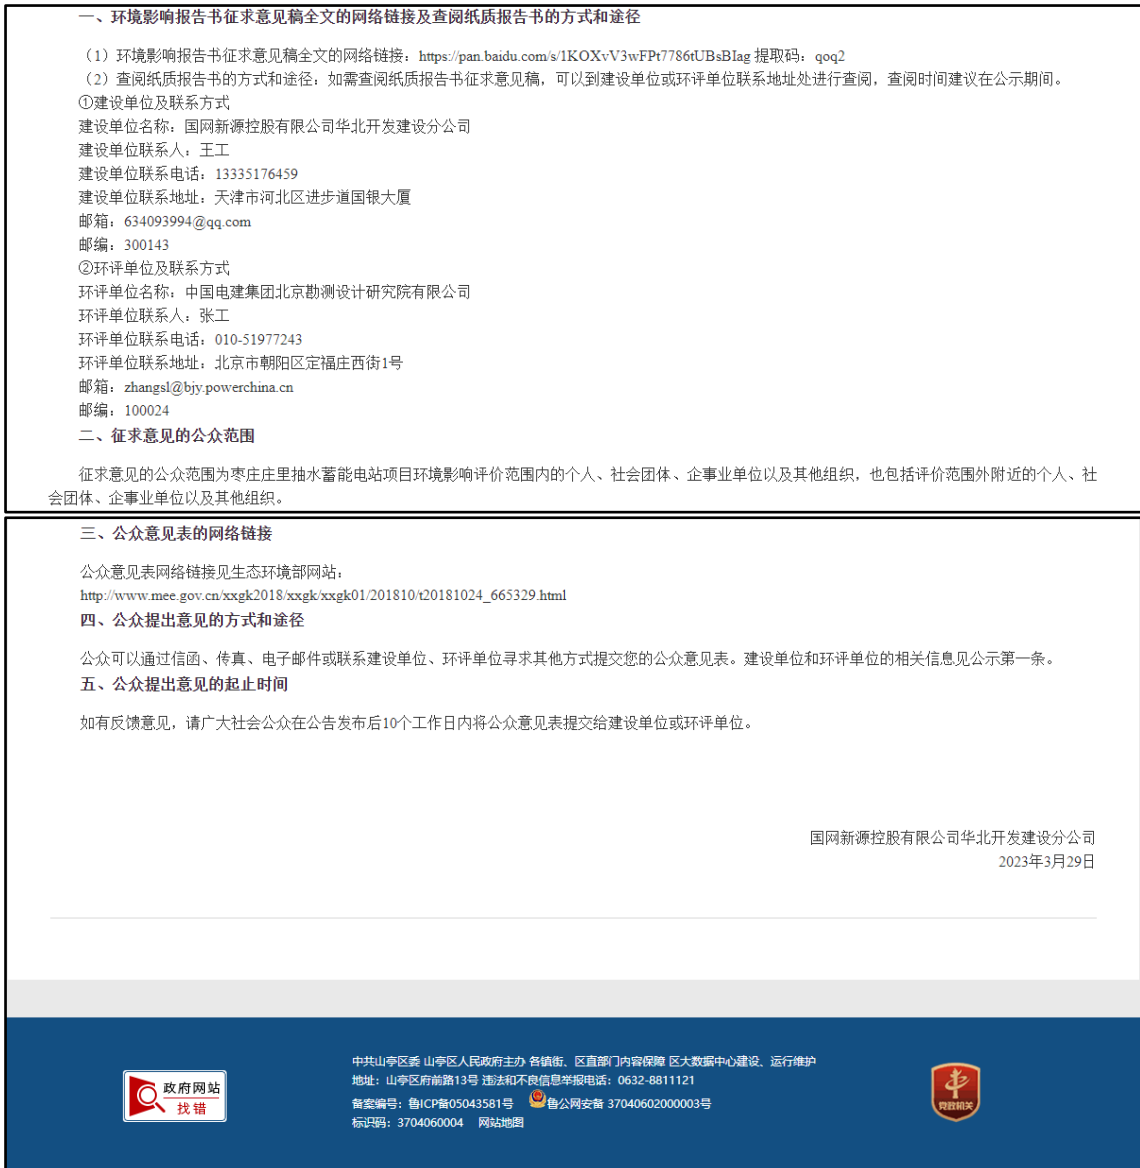 一、环境影响报告书征求意见稿全文的网络链接及查阅纸质报告书的方式和途径
（1）环境影响报告书征求意见稿全文的网络链接：https://pan.baidu.com/s/1KOXvV3wFPt7786tUBsBIag 提取码：qoq2
（2）查阅纸质报告书的方式和途径：如需查阅纸质报告书征求意见稿，可以到建设单位或环评单位联系地址处进行查阅，查阅时间建议在公示期间。
①建设单位及联系方式
建设单位名称：国网新源控股有限公司华北开发建设分公司
建设单位联系人：王工
建设单位联系电话：13335176459
建设单位联系地址：天津市河北区进步道国银大厦
邮箱：634093994@qq.com
邮编：300143
②环评单位及联系方式
环评单位名称：中国电建集团北京勘测设计研究院有限公司
环评单位联系人：张工
环评单位联系电话：010-51977243
环评单位联系地址：北京市朝阳区定福庄西街1号
邮箱：zhangsl@bjy.powerchina.cn
邮编：100024
二、征求意见的公众范围
征求意见的公众范围为枣庄庄里抽水蓄能电站项目环境影响评价范围内的个人、社会团体、企事业单位以及其他组织，也包括评价范围外附近的个人、社
会团体、企事业单位以及其他组织。
三、公众意见表的网络链接
公众意见表网络链接见生态环境部网站：
http://www.mee.gov.cn/xxgk2018/xxgk/xxgk01/201810/t20181024_665329.html
四、公众提出意见的方式和途径
公众可以通过信函、传真、电子邮件或联系建设单位、环评单位寻求其他方式提交您的公众意见表。建设单位和环评单位的相关信息见公示第一条。
五、公众提出意见的起止时间
如有反馈意见，请广大社会公众在公告发布后10个工作日内将公众意见表提交给建设单位或环评单位。
国网新源控股有限公司华北开发建设分公司
2023年3月29日
政府网站
找错
中共山亭区委 山亭区人民政府主办 各镇街、区直部门内容保障 区大数据中心建设、运行维护
地址：山亭区府前路13号 违法和不良信息举报电话：0632-8811121
备案编号：鲁ICP备05043581号 鲁公网安备 37040602000003号
标识码：3704060004 网站地图
党政机关